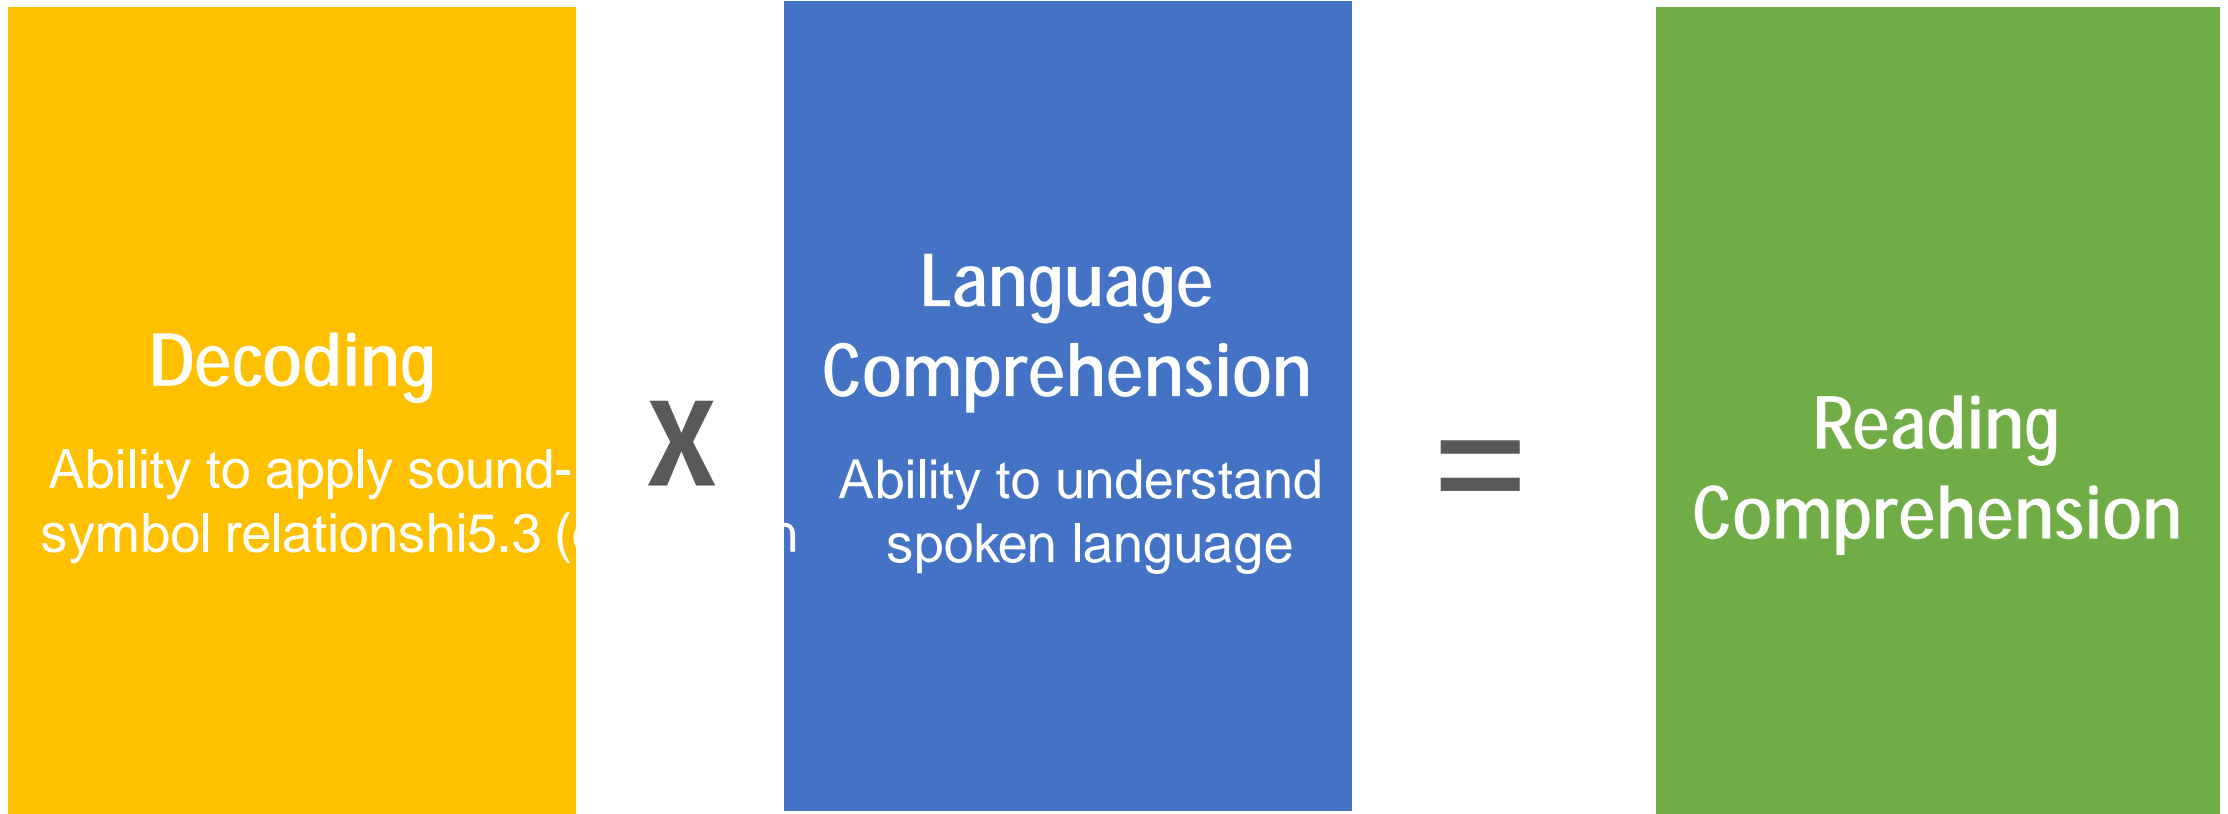 Decoding
Ability to apply sound-
symbol relationshi5.3 (
X
Language
Comprehension
Ability to understand
spoken language
=
Reading
Comprehension